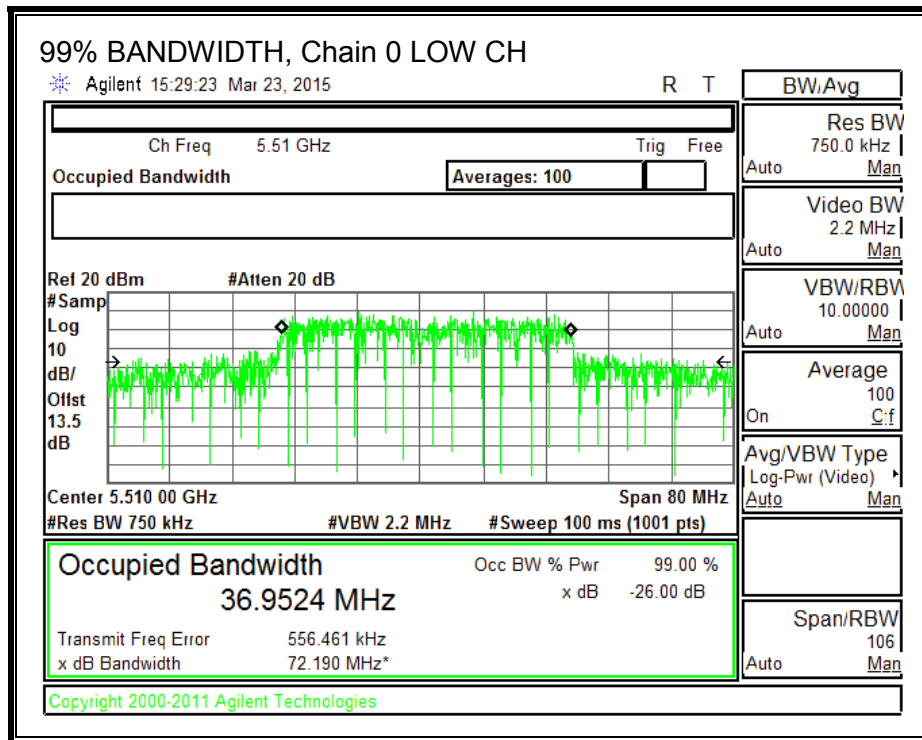 99% BANDWIDTH, Chain 0 LOW CH
Agilent 15:29:23 Mar 23, 2015 R T
Ch Freq 5.51 GHz Trig Free
Occupied Bandwidth Averages: 100
Ref 20 dBm #Atten 20 dB
#Samp
Log
10
dB/
Offst
13.5
dB
Center 5.510 00 GHz Span 80 MHz
#Res BW 750 kHz #VBW 2.2 MHz #Sweep 100 ms (1001 pts)
Occupied Bandwidth Occ BW % Pwr 99.00 %
36.9524 MHz x dB -26.00 dB
Transmit Freq Error 556.461 kHz
x dB Bandwidth 72.190 MHz*
Copyright 2000-2011 Agilent Technologies
BW/Avg
Res BW
750.0 kHz
Auto Man
Video BW
2.2 MHz
Auto Man
VBW/RBW
10.00000
Auto Man
Average
100
On Off
Avg/VBW Type
Log-Pwr (Video)
Auto Man
Span/RBW
106
Auto Man